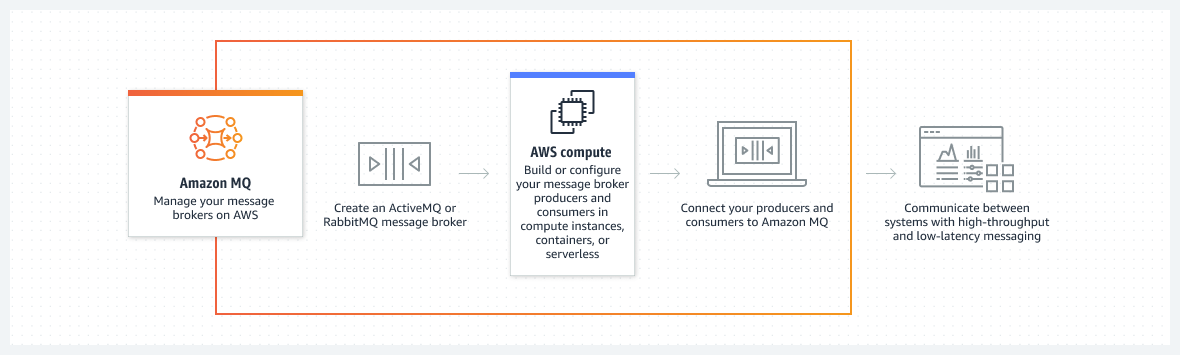 Amazon MQ
Manage your message
brokers on AWS
Create an ActiveMQ or
RabbitMQ message broker
AWS compute
Build or configure
your message broker
producers and
consumers in
compute instances,
containers, or
serverless
Connect your producers and
consumers to Amazon MQ
Communicate between
systems with high-throughput
and low-latency messaging